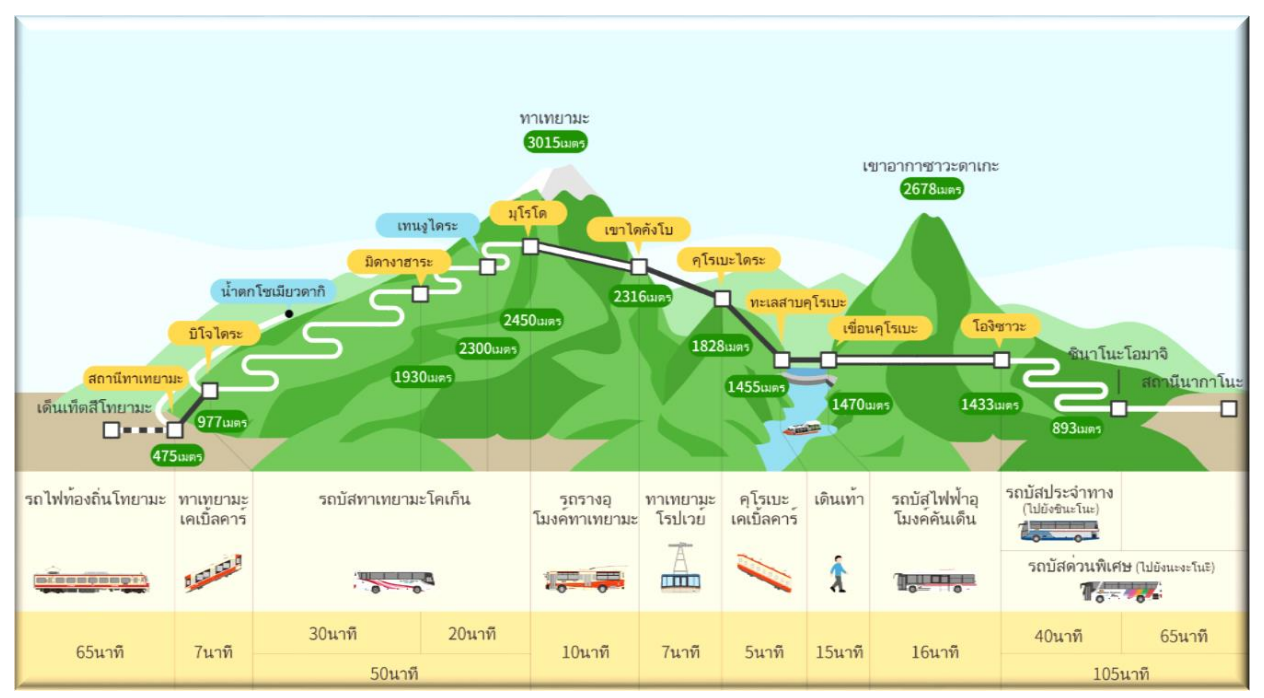 ทาเทยามะ
3015เมตร
เขาอากาซาวะดาเกะ
2678เมตร
มุโรโด
เทนงูไดระ
เขาไดคังโบ
มิดางาฮาระ
คุโรเบะไดระ
น้ำตกโชเมียวดากิ
ทะเลสาบคุโรเบะ
2316เมตร
2450เมตร
บิโจไดระ
เขื่อนคุโรเบะ
โอกิซาวะ
2300เมตร
1828เมตร
ชินาโนะโอมาจิ
สถานีทาเทยามะ
1930เมตร
1455เมตร
สถานีนากาโนะ
เด็นเท็ตสึโทยามะ
977เมตร
1470เมตร
1433เมตร
893เมตร
475เมตร
รถไฟท้องถิ่นโทยามะ
ทาเทยามะ
เคเบิ้ลคาร์
รถบัสทาเทยามะโคเก็น
รถรางอุ
โมงค์ทาเทยามะ
ทาเทยามะ
โรปเวย์
คุโรเบะ
เคเบิ้ลคาร์
เดินเท้า
รถบัสไฟฟ้าอุ
โมงค์คันเด็น
รถบัสประจำทาง
(ไปยังชินะโนะ)
รถบัสด่วนพิเศษ
30นาที
20นาที
40นาที
65นาที
65นาที
7นาที
10นาที
7นาที
5นาที
15นาที
16นาที
50นาที
105นาที